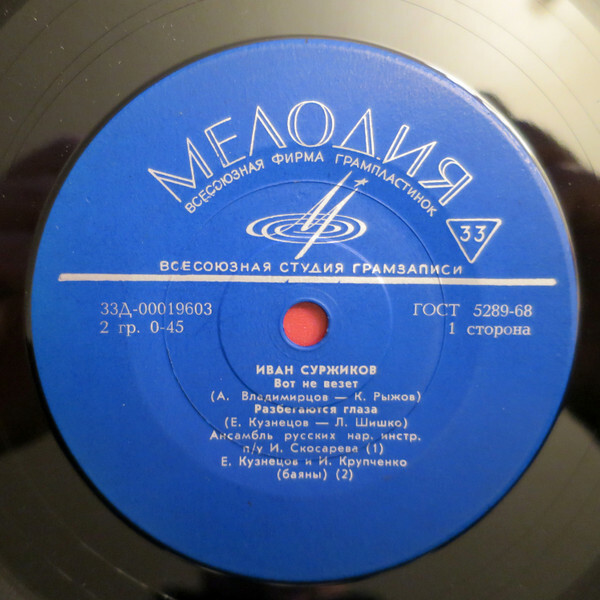 МЕЛОДИЯ
ВСЕСОЮЗНАЯ ФИРМА ГРАМПЛАСТИНОК
33
ВСЕСОЮЗНАЯ СТУДИЯ ГРАМЗАПИСИ
33Д-00019603 ГОСТ 5289-68
2 гр. 0-45 1 сторона
ИВАН СУРЖИКОВ
Вот не везет
(А. Владимирцов — К. Рыжов)
Разбегаются глаза
(Е. Кузнецов — Л. Шишко)
Ансамбль русских нар. инстр.
п/у И. Скосарева (1)
Е. Кузнецов и И. Крупченко
(баяны) (2)